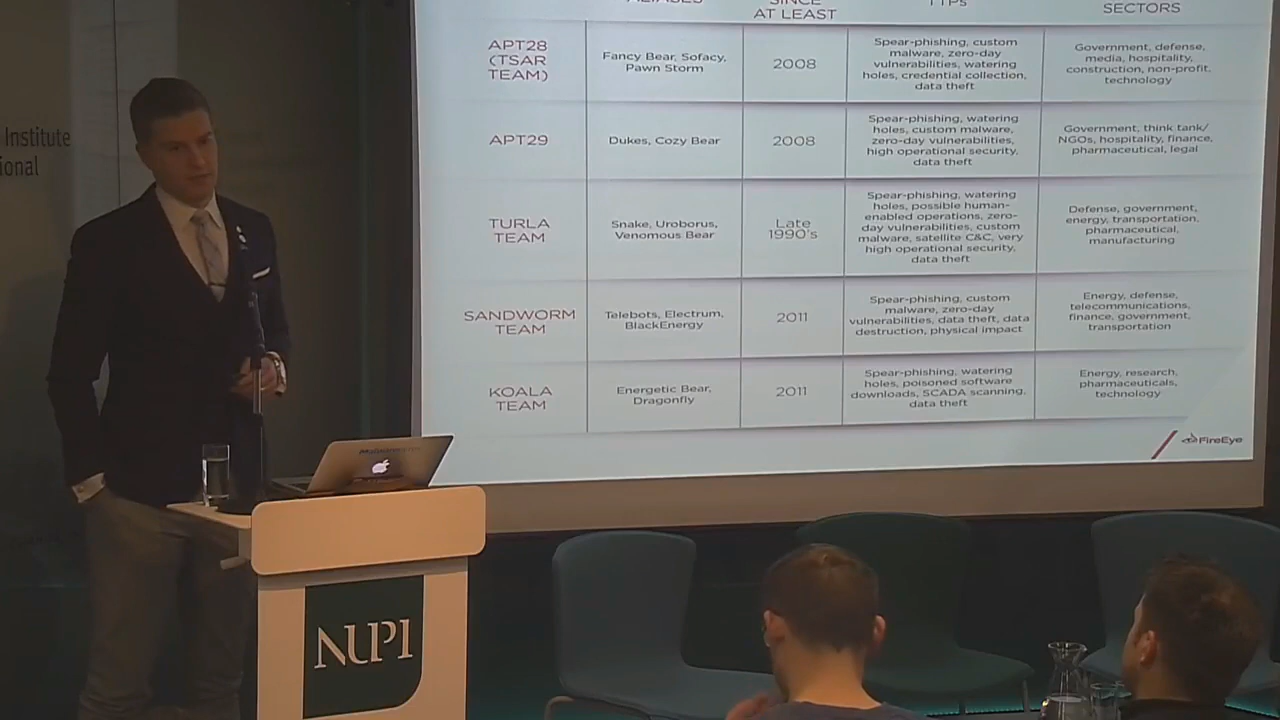 Institute
ional
SINCE
AT LEAST
TTPs
SECTORS
APT28
(TSAR
TEAM)
Fancy Bear, Sofacy,
Pawn Storm
2008
Spear-phishing, custom
malware, zero-day
vulnerabilities, watering
holes, credential collection,
data theft
Government, defense,
media, hospitality,
construction, non-profit,
technology
APT29
Dukes, Cozy Bear
2008
Spear-phishing, watering
holes, custom malware,
zero-day vulnerabilities,
high operational security,
data theft
Government, think tank/
NGOs, hospitality, finance,
pharmaceutical, legal
TURLA
TEAM
Snake, Uroborus,
Venomous Bear
Late
1990's
Spear-phishing, watering
holes, possible human-
enabled operations, zero-
day vulnerabilities, custom
malware, satellite C&C, very
high operational security,
data theft
Defense, government,
energy, transportation,
pharmaceutical,
manufacturing
SANDWORM
TEAM
Telebots, Electrum,
BlackEnergy
2011
Spear-phishing, custom
malware, zero-day
vulnerabilities, data theft, data
destruction, physical impact
Energy, defense,
telecommunications,
finance, government,
transportation
KOALA
TEAM
Energetic Bear,
Dragonfly
2011
Spear-phishing, watering
holes, poisoned software
downloads, SCADA scanning,
data theft
Energy, research,
pharmaceuticals,
technology
FireEye
NUPI